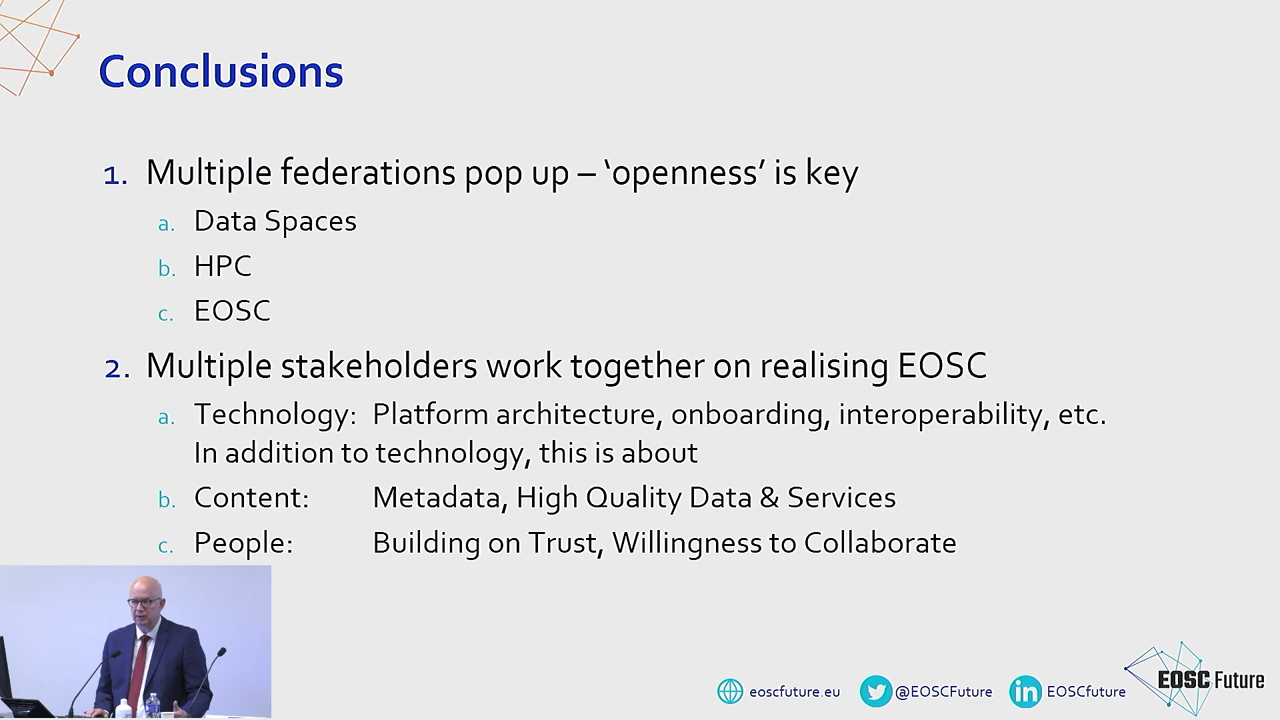 Conclusions
1. Multiple federations pop up – ‘openness’ is key
a. Data Spaces
b. HPC
c. EOSC
2. Multiple stakeholders work together on realising EOSC
a. Technology: Platform architecture, onboarding, interoperability, etc.
In addition to technology, this is about
b. Content: Metadata, High Quality Data & Services
c. People: Building on Trust, Willingness to Collaborate
eoscfuture.eu @EOSCFuture in EOSCfuture
EOSC Future